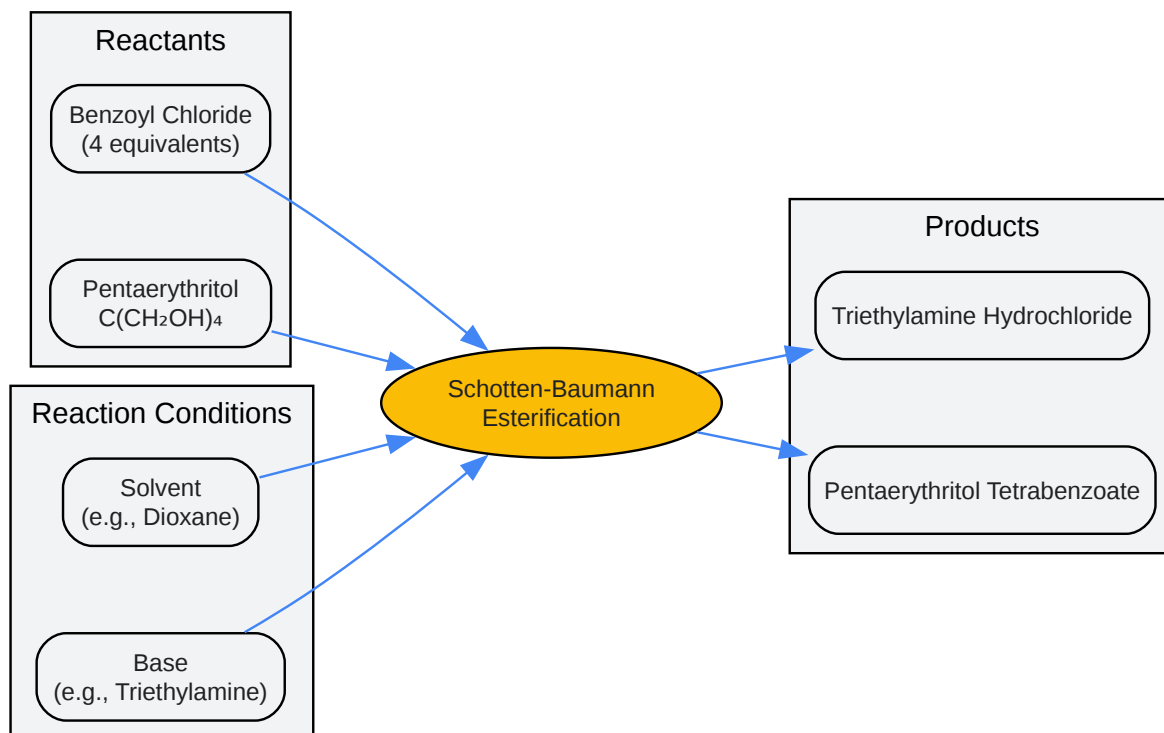 Reactants
Benzoyl Chloride
(4 equivalents)
Pentaerythritol
C(CH₂OH)₄
Reaction Conditions
Solvent
(e.g., Dioxane)
Base
(e.g., Triethylamine)
Schotten-Baumann
Esterification
Products
Triethylamine Hydrochloride
Pentaerythritol Tetrabenzoate